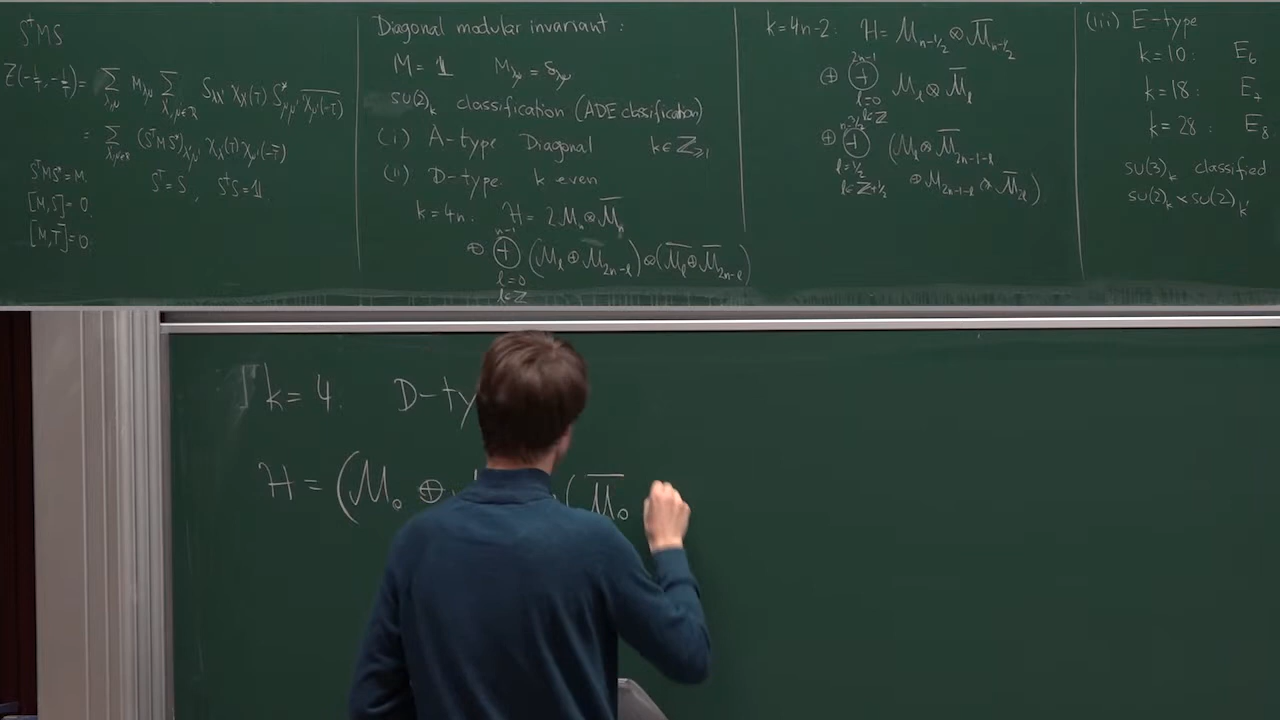 S†MS
Z(-1/τ, -1/τ̄) = Σ_{λ,μ} M_{λμ} Σ_{λ',μ'∈R} S_{λλ'} χ_{λ'}(τ) S*_{μμ'} \overline{χ_{μ'}(-τ̄)}
= Σ_{λ',μ'∈R} (S†MS*)_{λ'μ'} χ_{λ'}(τ) χ_{μ'}(-τ̄)
S†MS* = M. S^t = S, S†S = 𝟙.
[M,S] = 0.
[M,T] = 0.
Diagonal modular invariant :
M = 𝟙 M_{λμ} = δ_{λμ}
su(2)_k classification (ADE classification)
(i) A-type Diagonal k∈ℤ_{⩾1}
(ii) D-type. k even
k=4n: H = 2 M_n ⊗ M̄_n
⊕ ⊕_{l=0, l∈ℤ}^{n-1} (M_l ⊕ M_{2n-l}) ⊗ (M̄_l ⊕ M̄_{2n-l})
k=4n-2: H = M_{n-1/2} ⊗ M̄_{n-1/2}
⊕ ⊕_{l=0, l∈ℤ}^{2n-1} M_l ⊗ M̄_l
⊕ ⊕_{l=1/2, l∈ℤ+1/2}^{n-3/2} (M_l ⊗ M̄_{2n-1-l}
⊕ M_{2n-1-l} ⊗ M̄_{2l})
(iii) E-type
k=10: E_6
k=18: E_7
k=28: E_8
su(3)_k classified
su(2)_k × su(2)_{k'}
k = 4. D-ty
H = (M_0 ⊕ (M̄_0